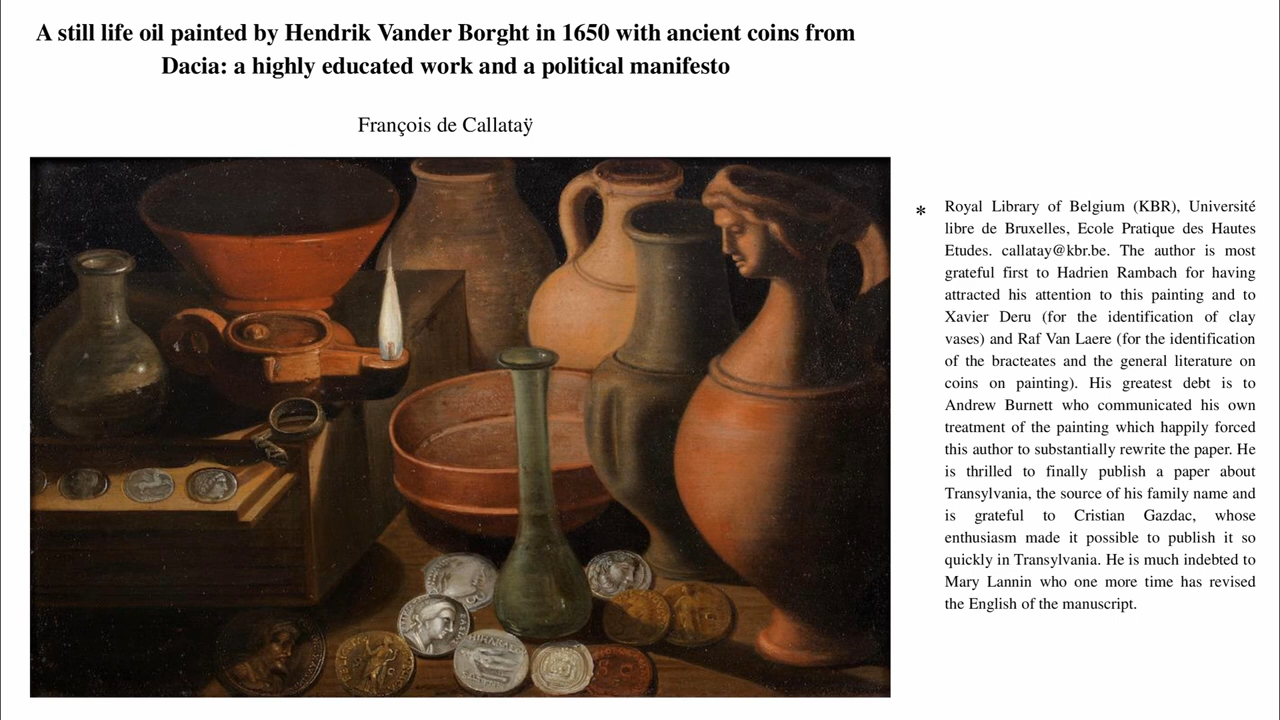 A still life oil painted by Hendrik Vander Borght in 1650 with ancient coins from
Dacia: a highly educated work and a political manifesto
François de Callataÿ
* Royal Library of Belgium (KBR), Université
libre de Bruxelles, Ecole Pratique des Hautes
Etudes. callatay@kbr.be. The author is most
grateful first to Hadrien Rambach for having
attracted his attention to this painting and to
Xavier Deru (for the identification of clay
vases) and Raf Van Laere (for the identification
of the bracteates and the general literature on
coins on painting). His greatest debt is to
Andrew Burnett who communicated his own
treatment of the painting which happily forced
this author to substantially rewrite the paper. He
is thrilled to finally publish a paper about
Transylvania, the source of his family name and
is grateful to Cristian Gazdac, whose
enthusiasm made it possible to publish it so
quickly in Transylvania. He is much indebted to
Mary Lannin who one more time has revised
the English of the manuscript.